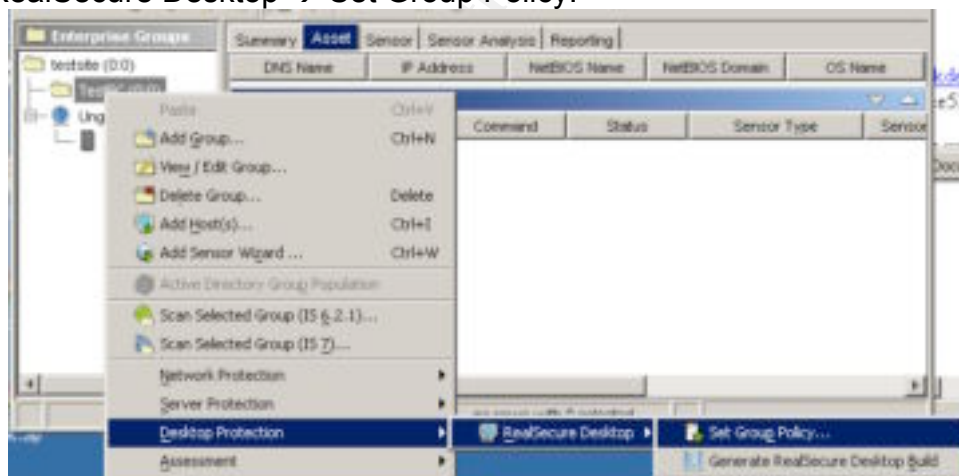 RealSecure Desktop → Set Group Policy.
Enterprise Groups
Summary Asset Sensor Sensor Analysis Reporting
testsite (0:0)
DNS Name IP Address NetBIOS Name NetBIOS Domain OS Name
Ung
Command Status Sensor Type Sensor
Paste Ctrl+V
Add Group... Ctrl+N
View / Edit Group...
Delete Group... Delete
Add Host(s)... Ctrl+I
Add Sensor Wizard ... Ctrl+W
Active Directory Group Population
Scan Selected Group (IS 6.2.1)...
Scan Selected Group (IS 7)...
Network Protection
Server Protection
Desktop Protection
RealSecure Desktop
Set Group Policy...
Assessment
Generate RealSecure Desktop Build